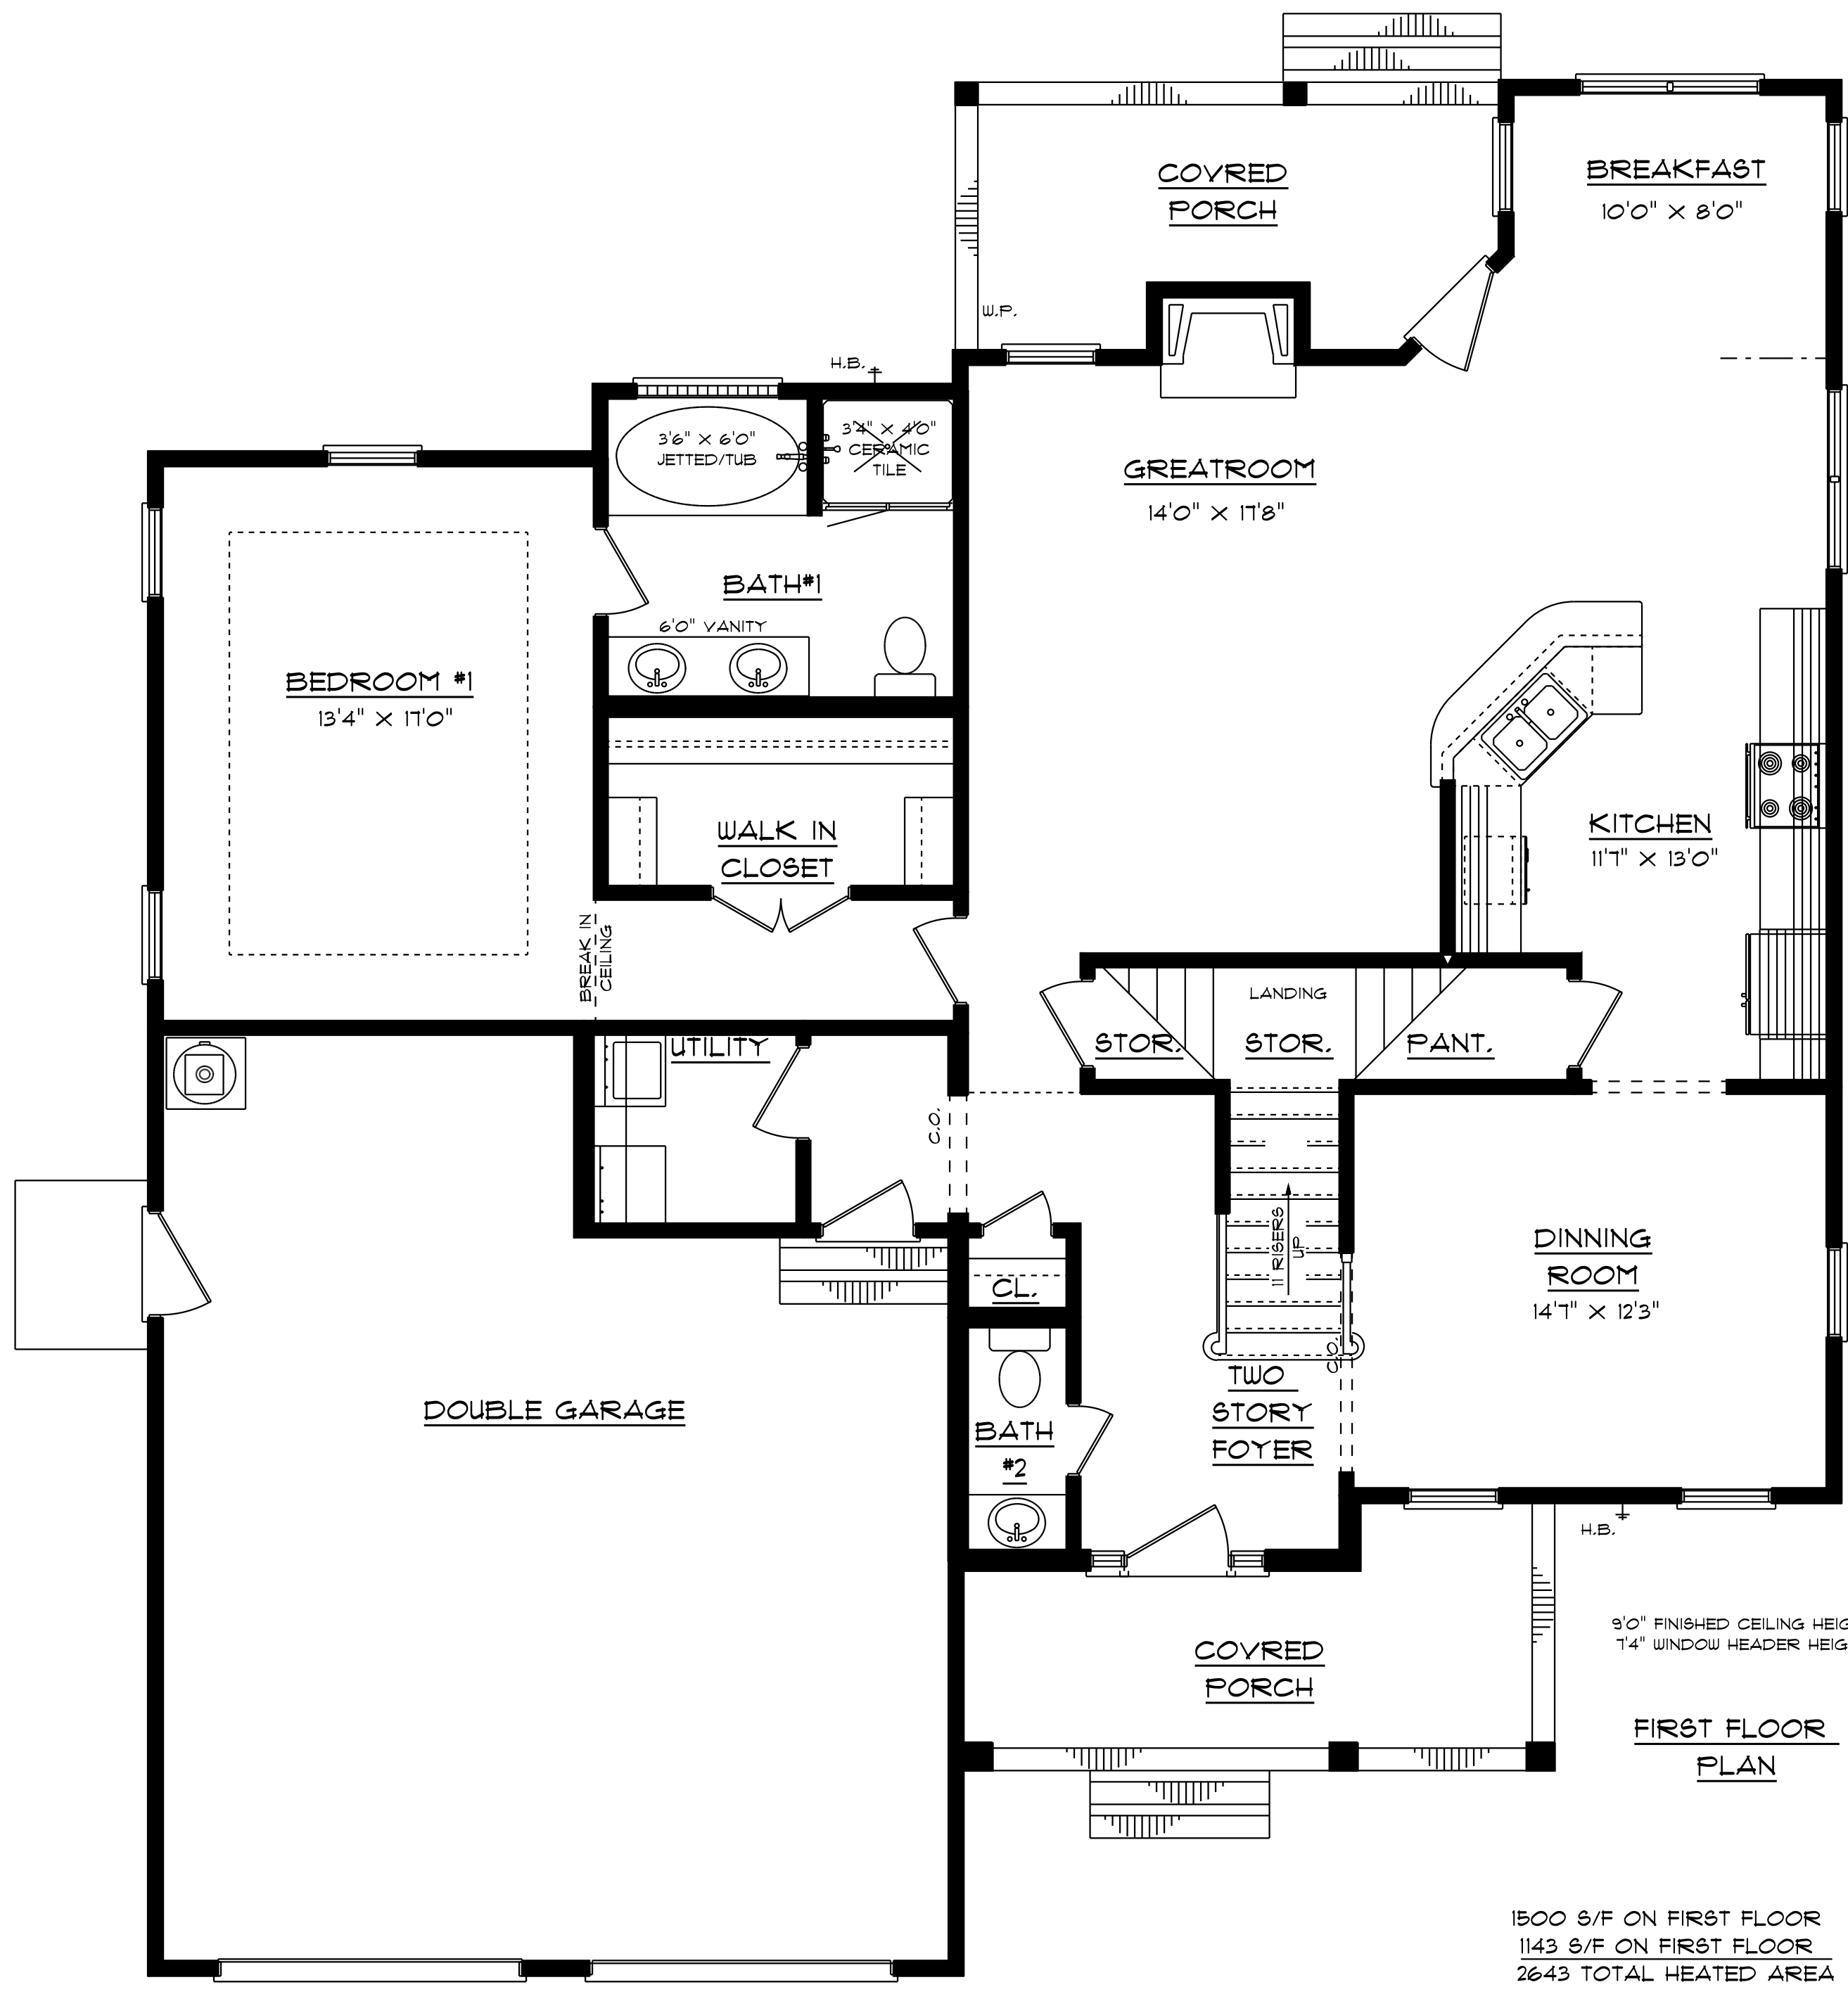 COVRED
PORCH
BREAKFAST
10'0" X 8'0"
W.P.
H.B.
3'6" X 6'0"
JETTED/TUB
3'4" X 4'0"
CERAMIC
TILE
GREATROOM
14'0" X 17'8"
BATH#1
6'0" VANITY
BEDROOM #1
13'4" X 17'0"
WALK IN
CLOSET
KITCHEN
11'7" X 13'0"
BREAK IN
CEILING
LANDING
STOR.
STOR.
PANT.
UTILITY
C.O.
11 RISERS
UP
DINNING
ROOM
14'7" X 12'3"
CL.
C.O.
TWO
STORY
FOYER
DOUBLE GARAGE
BATH
#2
H.B.
9'0" FINISHED CEILING HEIG
7'4" WINDOW HEADER HEIG
COVRED
PORCH
FIRST FLOOR
PLAN
1500 S/F ON FIRST FLOOR
1143 S/F ON FIRST FLOOR
2643 TOTAL HEATED AREA